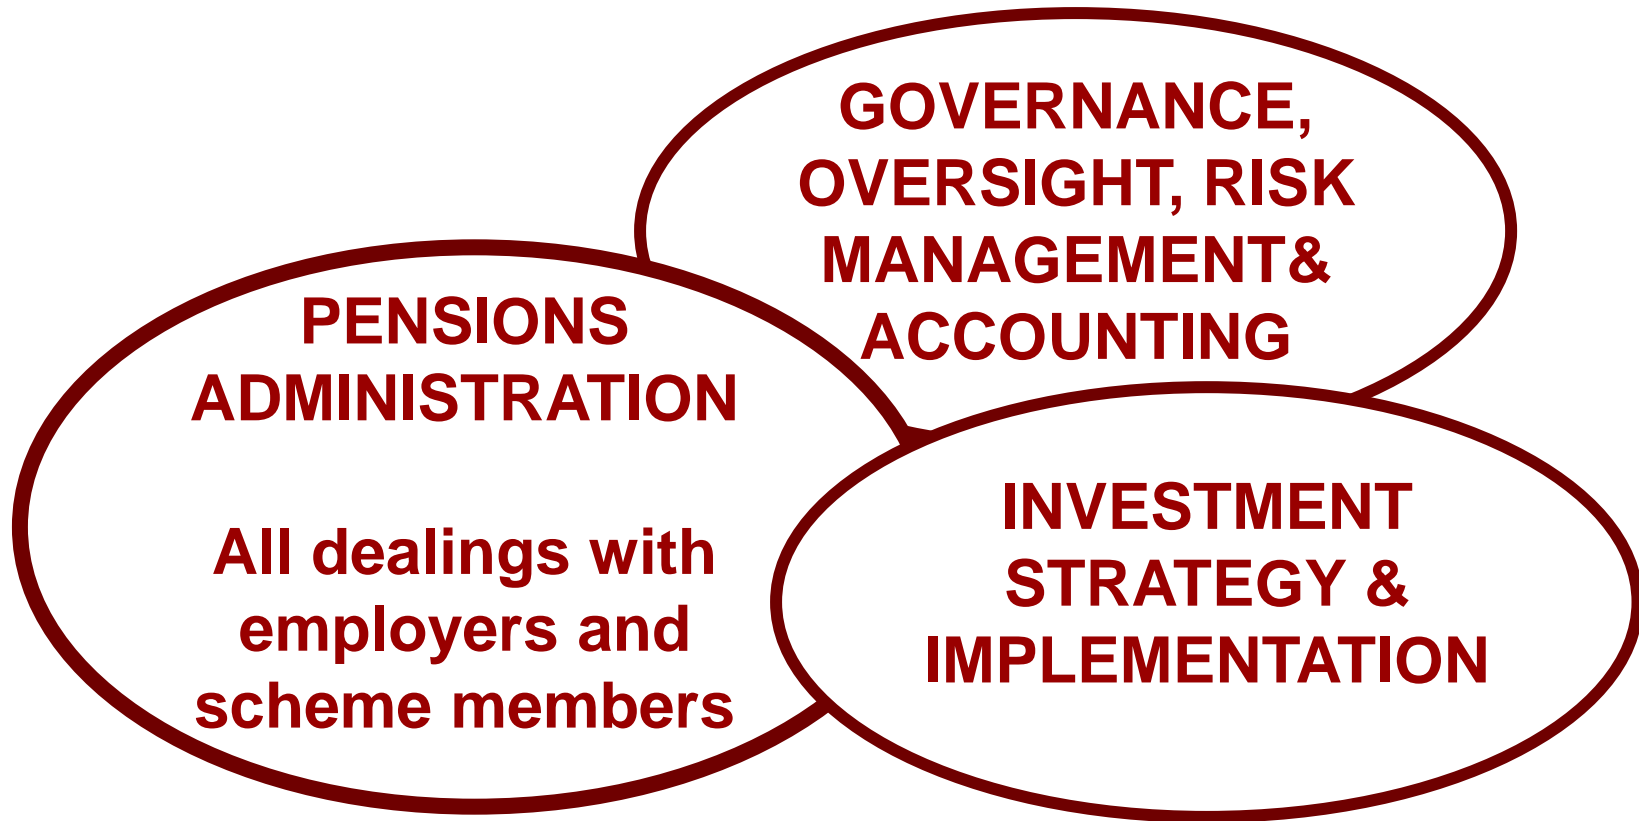 GOVERNANCE,
OVERSIGHT, RISK
MANAGEMENT&
ACCOUNTING
PENSIONS
ADMINISTRATION
All dealings with
employers and
scheme members
INVESTMENT
STRATEGY &
IMPLEMENTATION